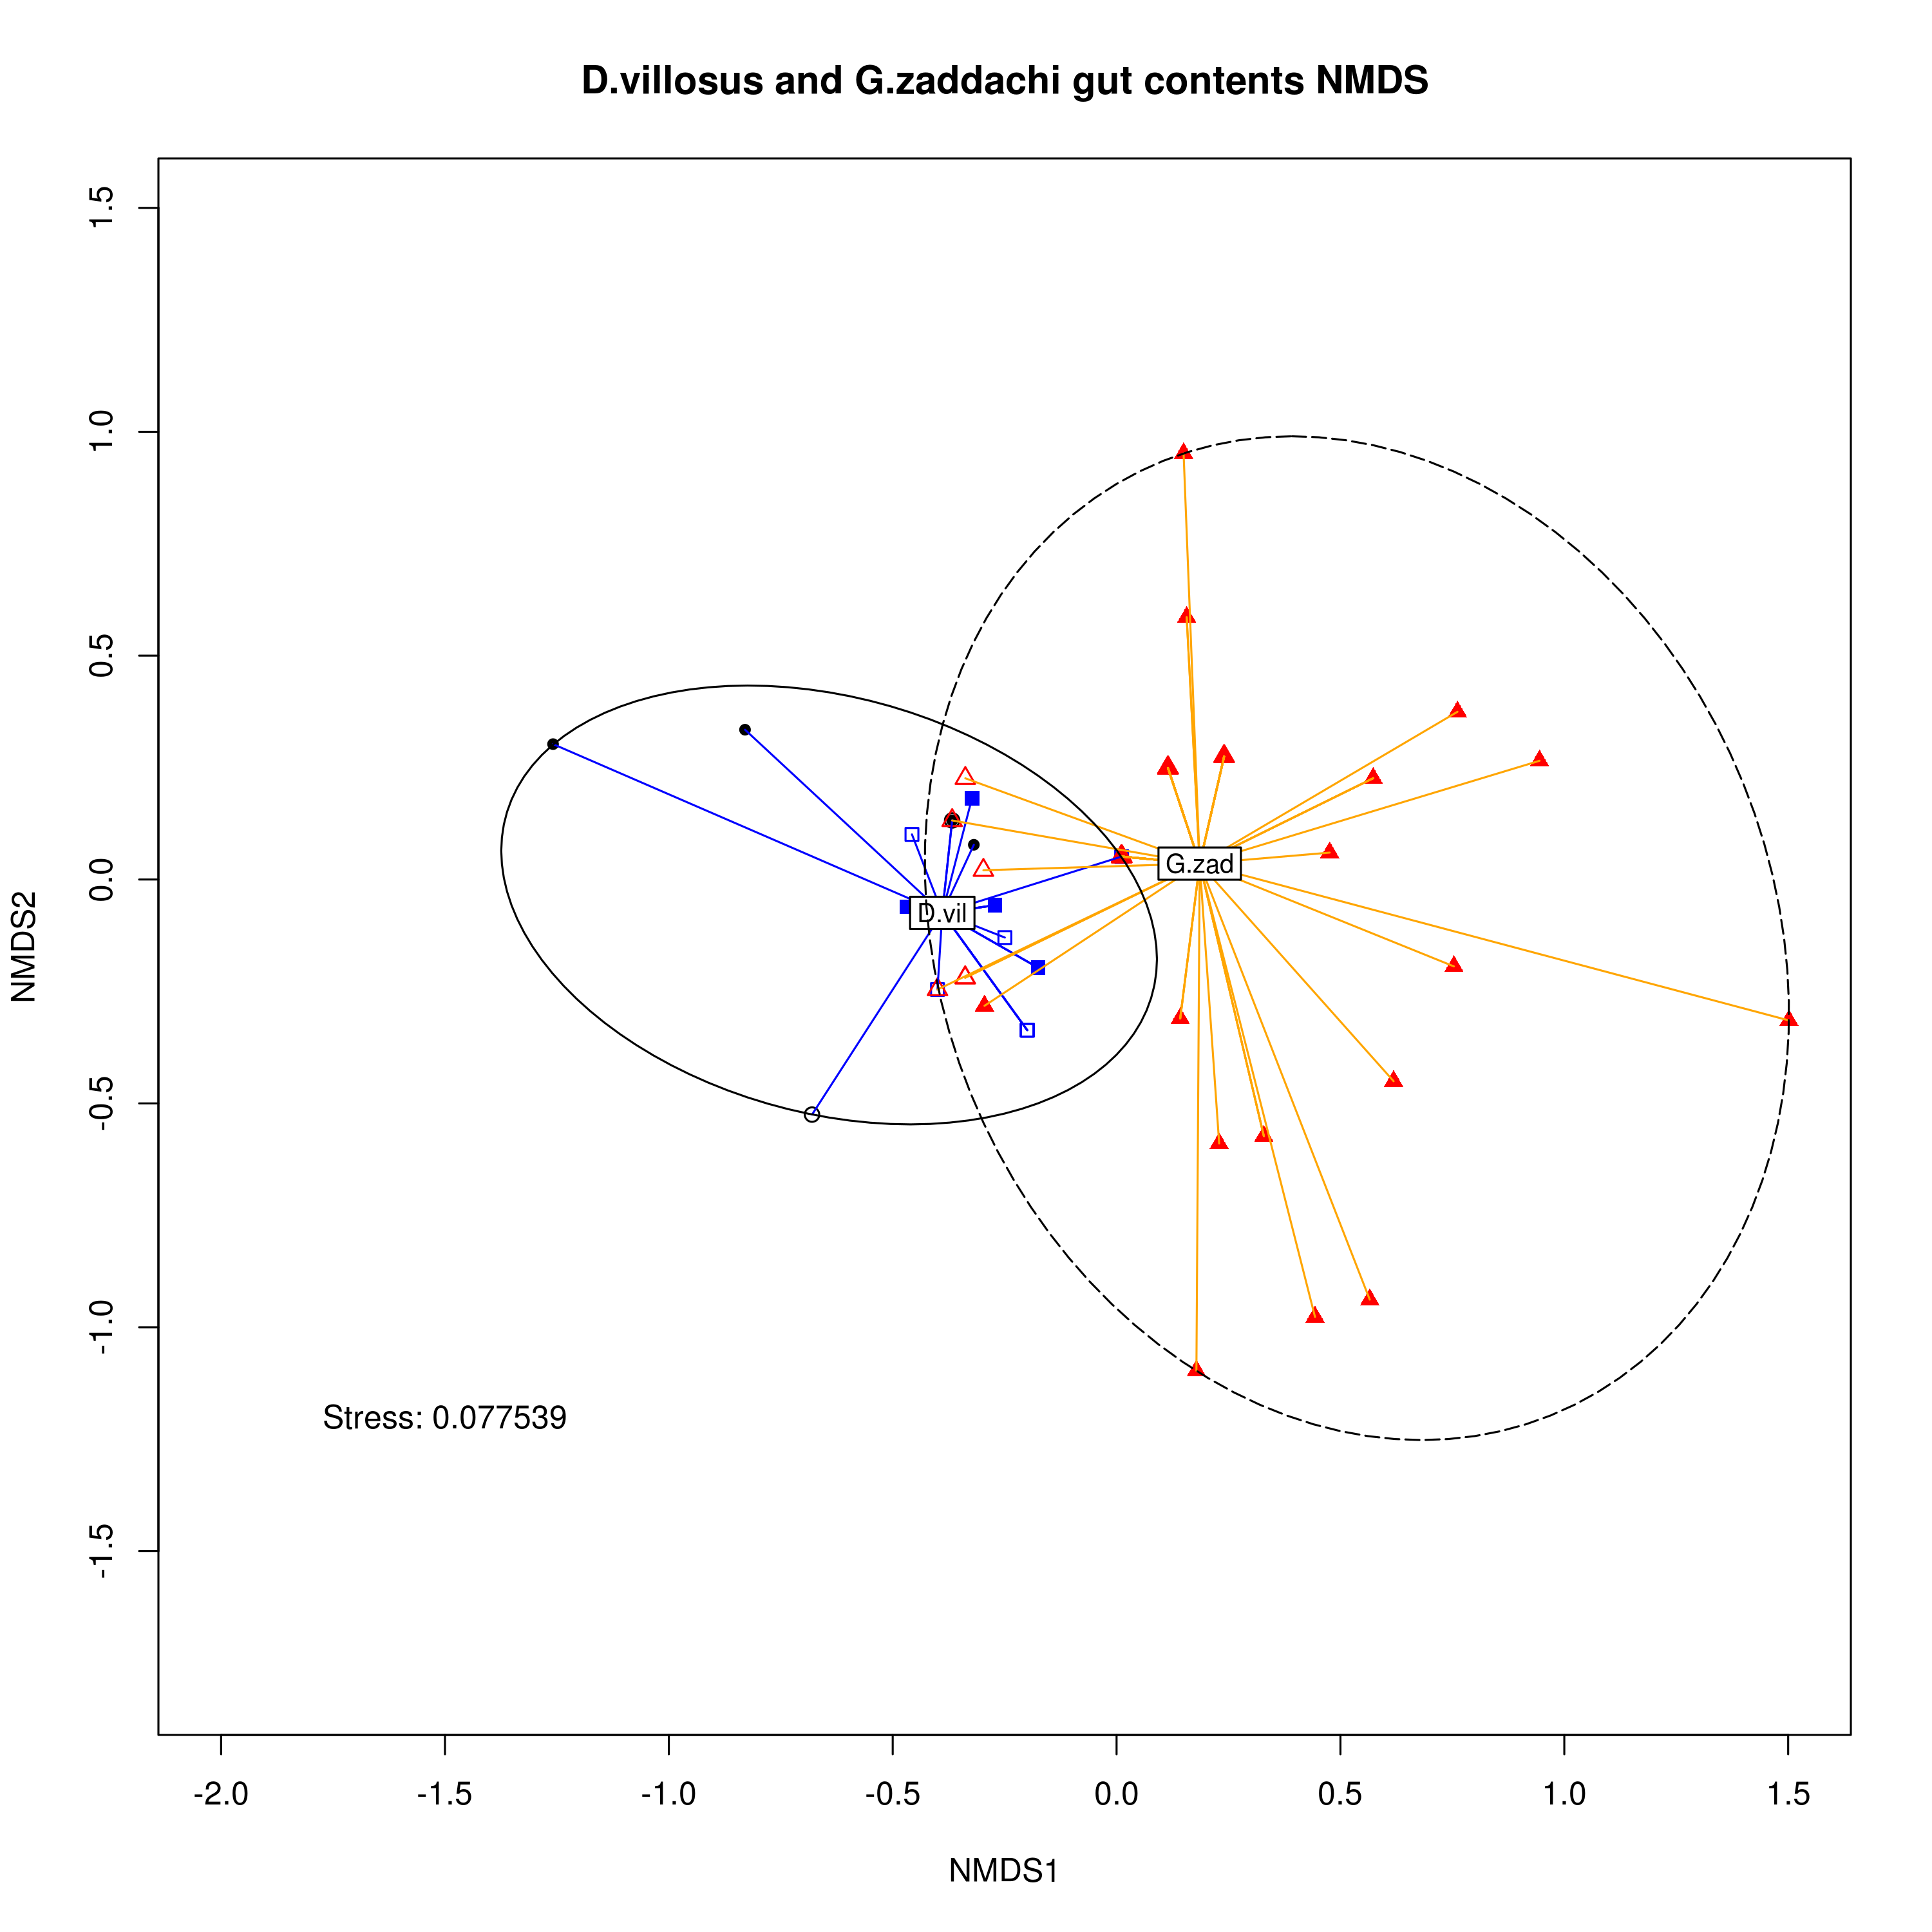 D.villosus and G.zaddachi gut contents NMDS
1.5
1.0
0.5
0.0
-0.5
-1.0
-1.5
NMDS2
G.zad
D.vil
Stress: 0.077539
-2.0 -1.5 -1.0 -0.5 0.0 0.5 1.0 1.5
NMDS1